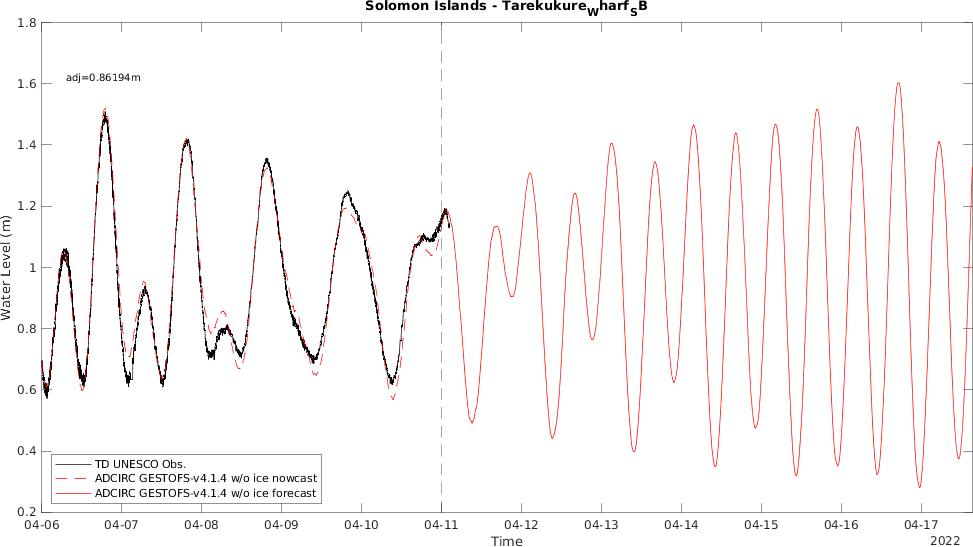 Solomon Islands - TarekukureWharfSB
1.8
1.6
1.4
1.2
1
0.8
0.6
0.4
0.2
Water Level (m)
adj=0.86194m
TD UNESCO Obs.
ADCIRC GESTOFS-v4.1.4 w/o ice nowcast
ADCIRC GESTOFS-v4.1.4 w/o ice forecast
04-06 04-07 04-08 04-09 04-10 04-11 04-12 04-13 04-14 04-15 04-16 04-17
Time
2022